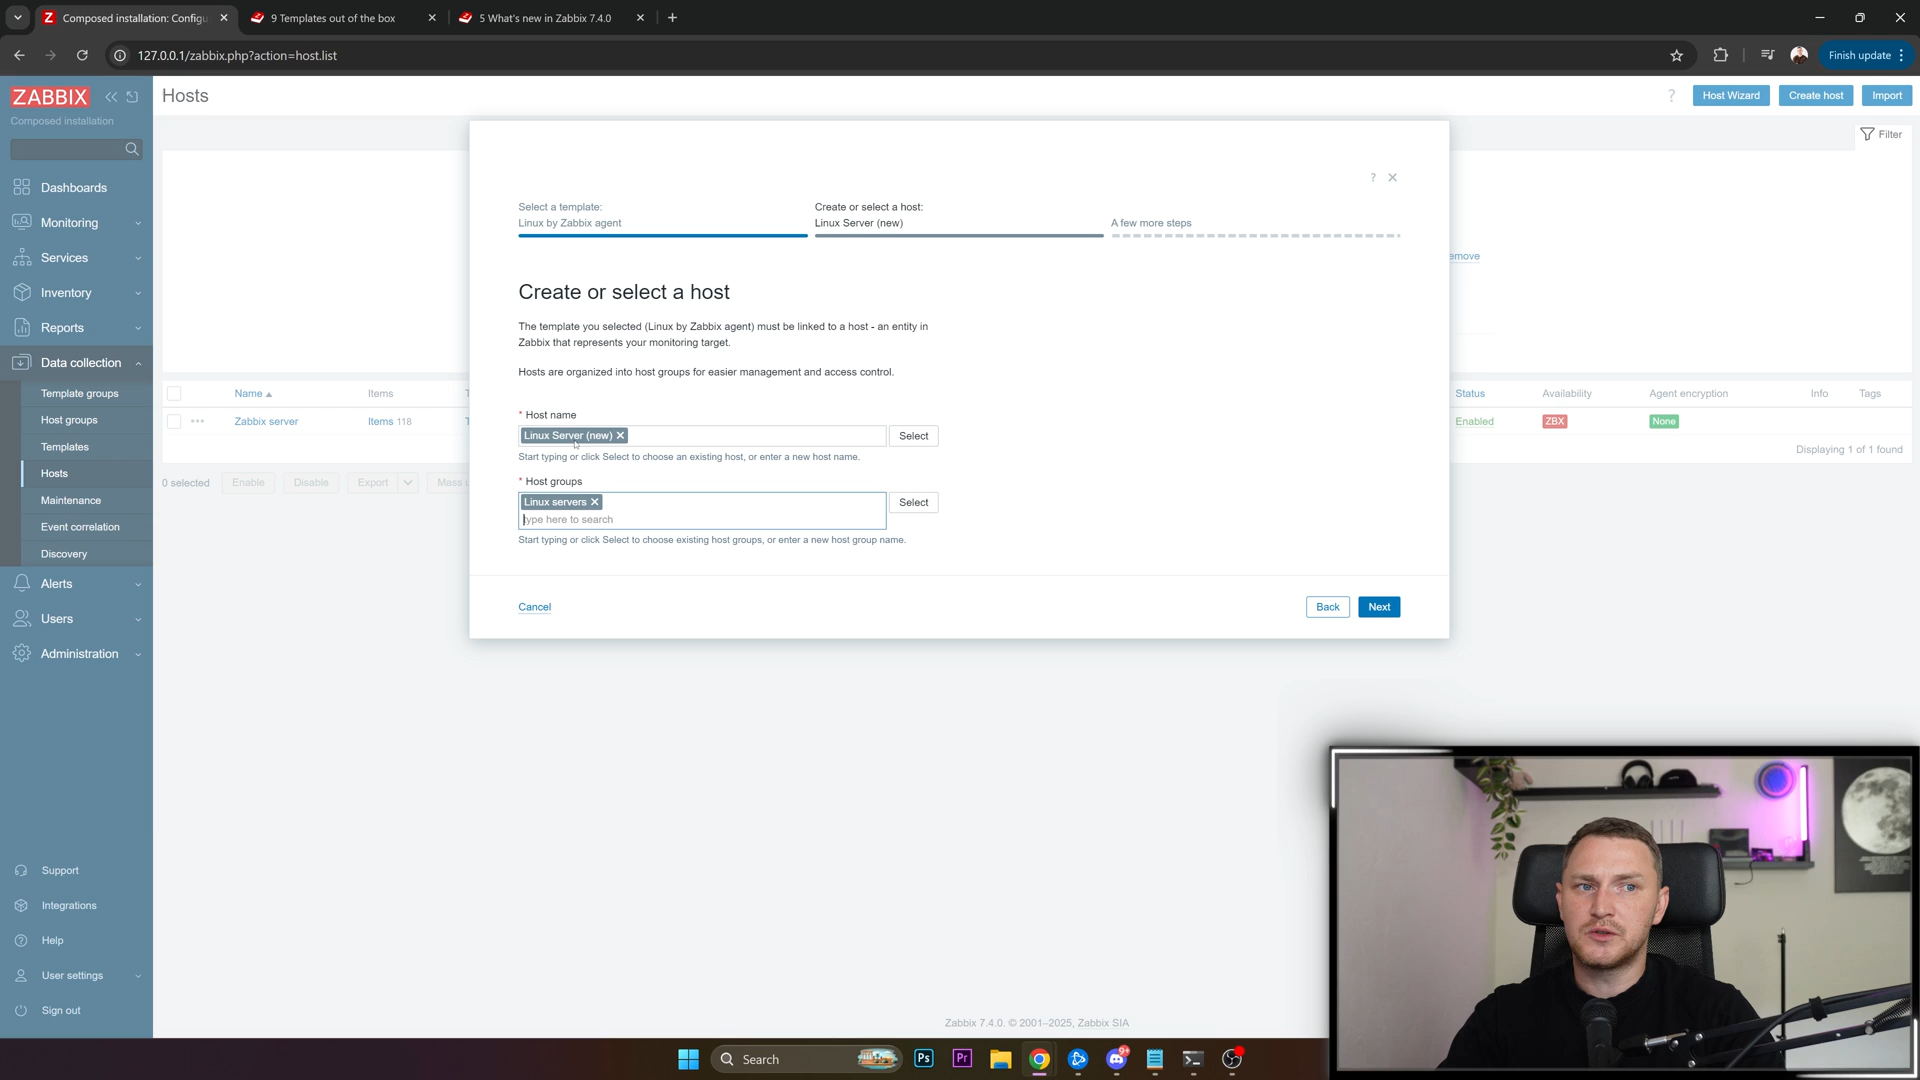 Composed installation: Configu
9 Templates out of the box
5 What's new in Zabbix 7.4.0
127.0.0.1/zabbix.php?action=host.list
Finish update
ZABBIX
Composed installation
Hosts
?
Host Wizard
Create host
Import
Filter
Dashboards
Monitoring
Services
Inventory
Reports
Data collection
Template groups
Host groups
Templates
Hosts
Maintenance
Event correlation
Discovery
Alerts
Users
Administration
Support
Integrations
Help
User settings
Sign out
Name
Items
Zabbix server
Items 118
0 selected
Enable
Disable
Export
Mass u
emove
Status
Availability
Agent encryption
Info
Tags
Enabled
ZBX
None
Displaying 1 of 1 found
?
Select a template:
Linux by Zabbix agent
Create or select a host:
Linux Server (new)
A few more steps
Create or select a host
The template you selected (Linux by Zabbix agent) must be linked to a host - an entity in
Zabbix that represents your monitoring target.
Hosts are organized into host groups for easier management and access control.
* Host name
Linux Server (new)
Select
Start typing or click Select to choose an existing host, or enter a new host name.
* Host groups
Linux servers
type here to search
Select
Start typing or click Select to choose existing host groups, or enter a new host group name.
Cancel
Back
Next
Zabbix 7.4.0. © 2001–2025, Zabbix SIA
Search
Ps
Pr
9+